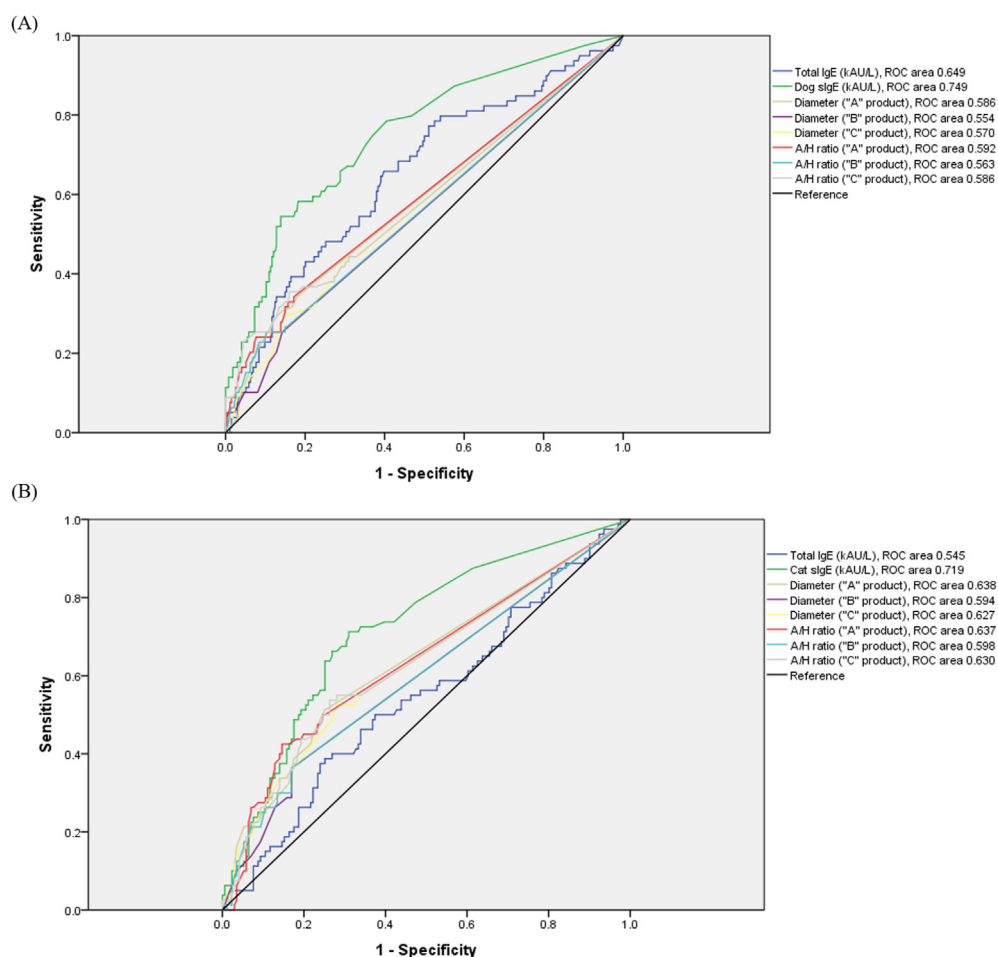 (A)
1.0
0.8
0.6
0.4
0.2
0.0
Sensitivity
0.0 0.2 0.4 0.6 0.8 1.0
1 - Specificity
Total IgE (kAU/L), ROC area 0.649
Dog sIgE (kAU/L), ROC area 0.749
Diameter ("A" product), ROC area 0.586
Diameter ("B" product), ROC area 0.554
Diameter ("C" product), ROC area 0.570
A/H ratio ("A" product), ROC area 0.592
A/H ratio ("B" product), ROC area 0.563
A/H ratio ("C" product), ROC area 0.586
Reference
(B)
1.0
0.8
0.6
0.4
0.2
0.0
Sensitivity
0.0 0.2 0.4 0.6 0.8 1.0
1 - Specificity
Total IgE (kAU/L), ROC area 0.545
Cat sIgE (kAU/L), ROC area 0.719
Diameter ("A" product), ROC area 0.638
Diameter ("B" product), ROC area 0.594
Diameter ("C" product), ROC area 0.627
A/H ratio ("A" product), ROC area 0.637
A/H ratio ("B" product), ROC area 0.598
A/H ratio ("C" product), ROC area 0.630
Reference